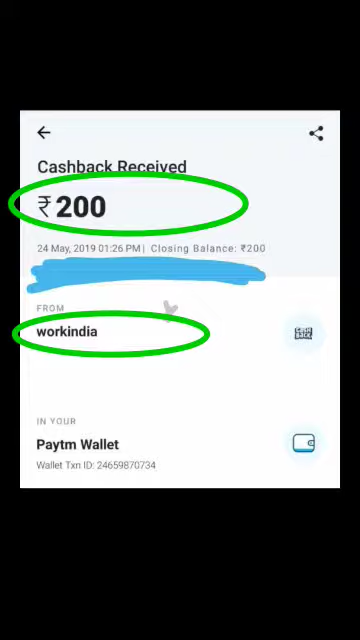 Cashback Received
₹200
24 May, 2019 01:26 PM | Closing Balance: ₹200
FROM
workindia
IN YOUR
Paytm Wallet
Wallet Txn ID: 24659870734